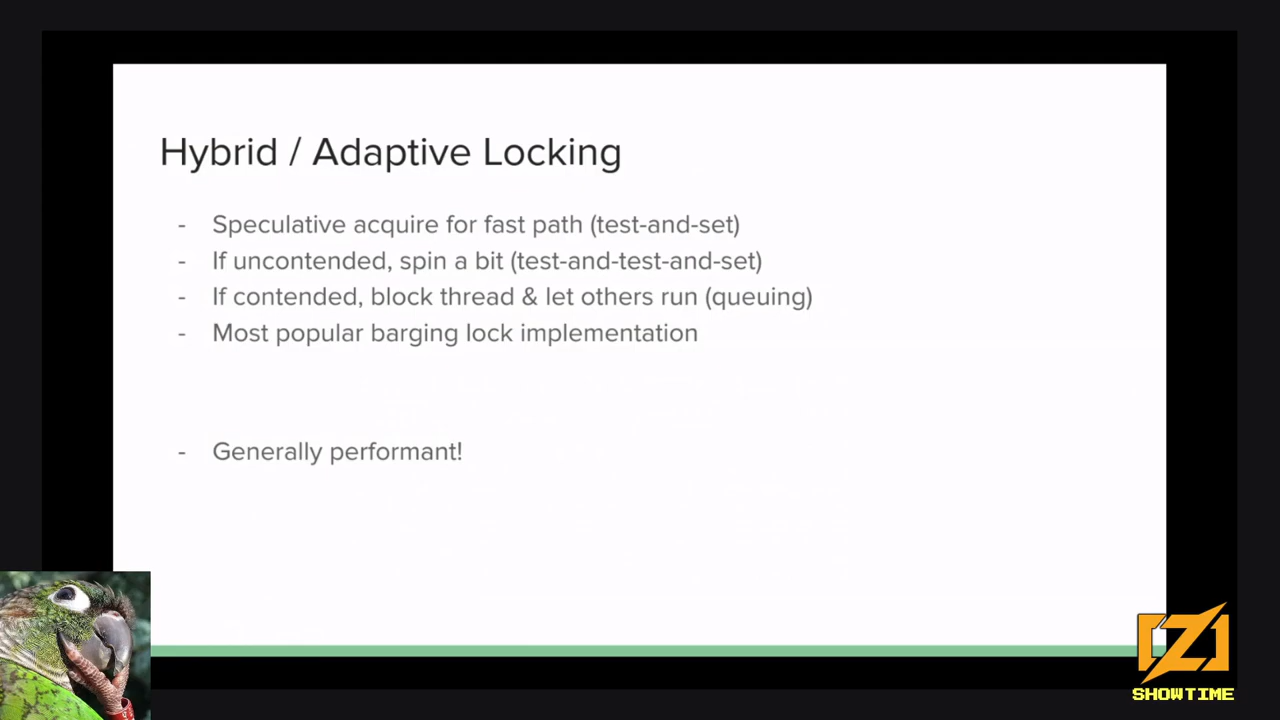 Hybrid / Adaptive Locking
- Speculative acquire for fast path (test-and-set)
- If uncontended, spin a bit (test-and-test-and-set)
- If contended, block thread & let others run (queuing)
- Most popular barging lock implementation
- Generally performant!
Z
SHOWTIME